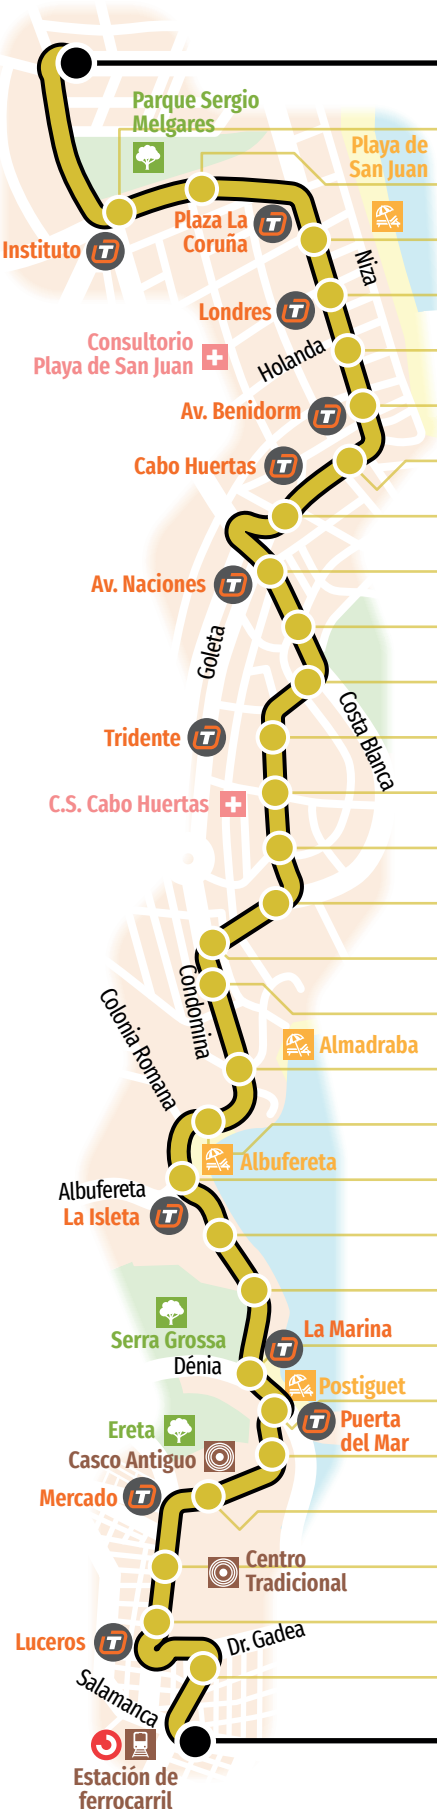 Parque Sergio
Melgares
Playa de
San Juan
Plaza La
Coruña
Instituto
Niza
Londres
Consultorio
Playa de San Juan
Holanda
Av. Benidorm
Cabo Huertas
Av. Naciones
Goleta
Costa Blanca
Tridente
C.S. Cabo Huertas
Condomina
Colonia Romana
Almadraba
Albufereta
Albufereta
La Isleta
Serra Grossa
La Marina
Dénia
Postiguet
Puerta
del Mar
Ereta
Casco Antiguo
Mercado
Centro
Tradicional
Luceros
Dr. Gadea
Salamanca
Estación de
ferrocarril